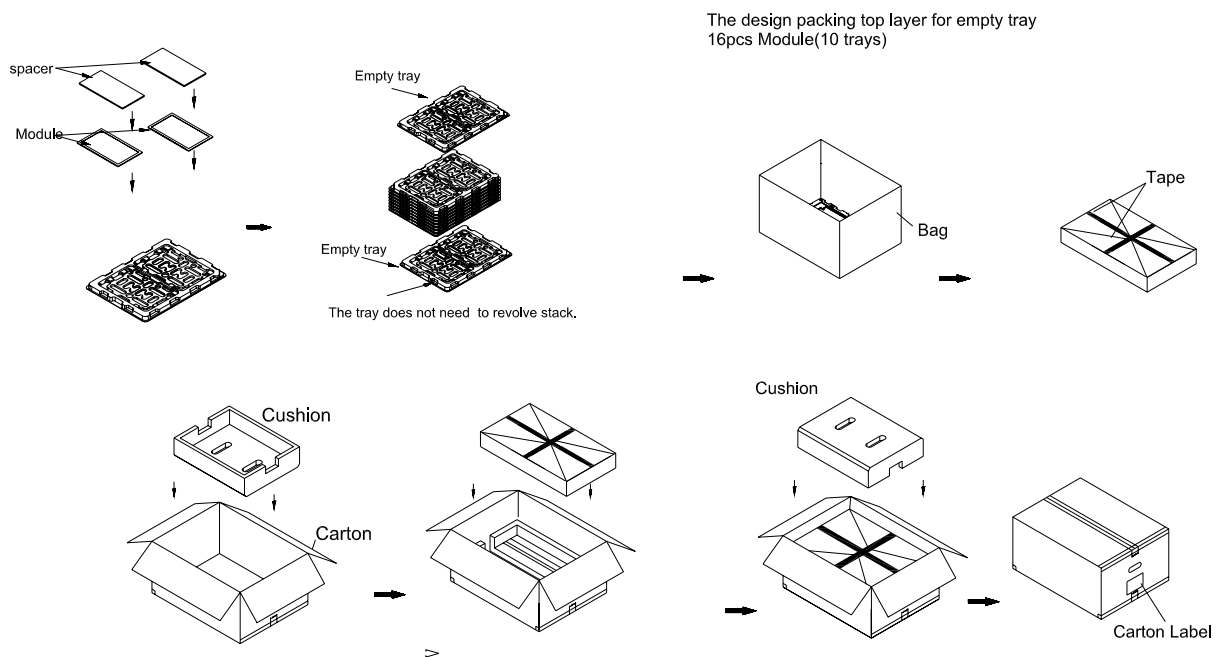 The design packing top layer for empty tray
16pcs Module(10 trays)
spacer
Module
Empty tray
Empty tray
The tray does not need to revolve stack.
Bag
Tape
Cushion
Carton
Cushion
Carton Label